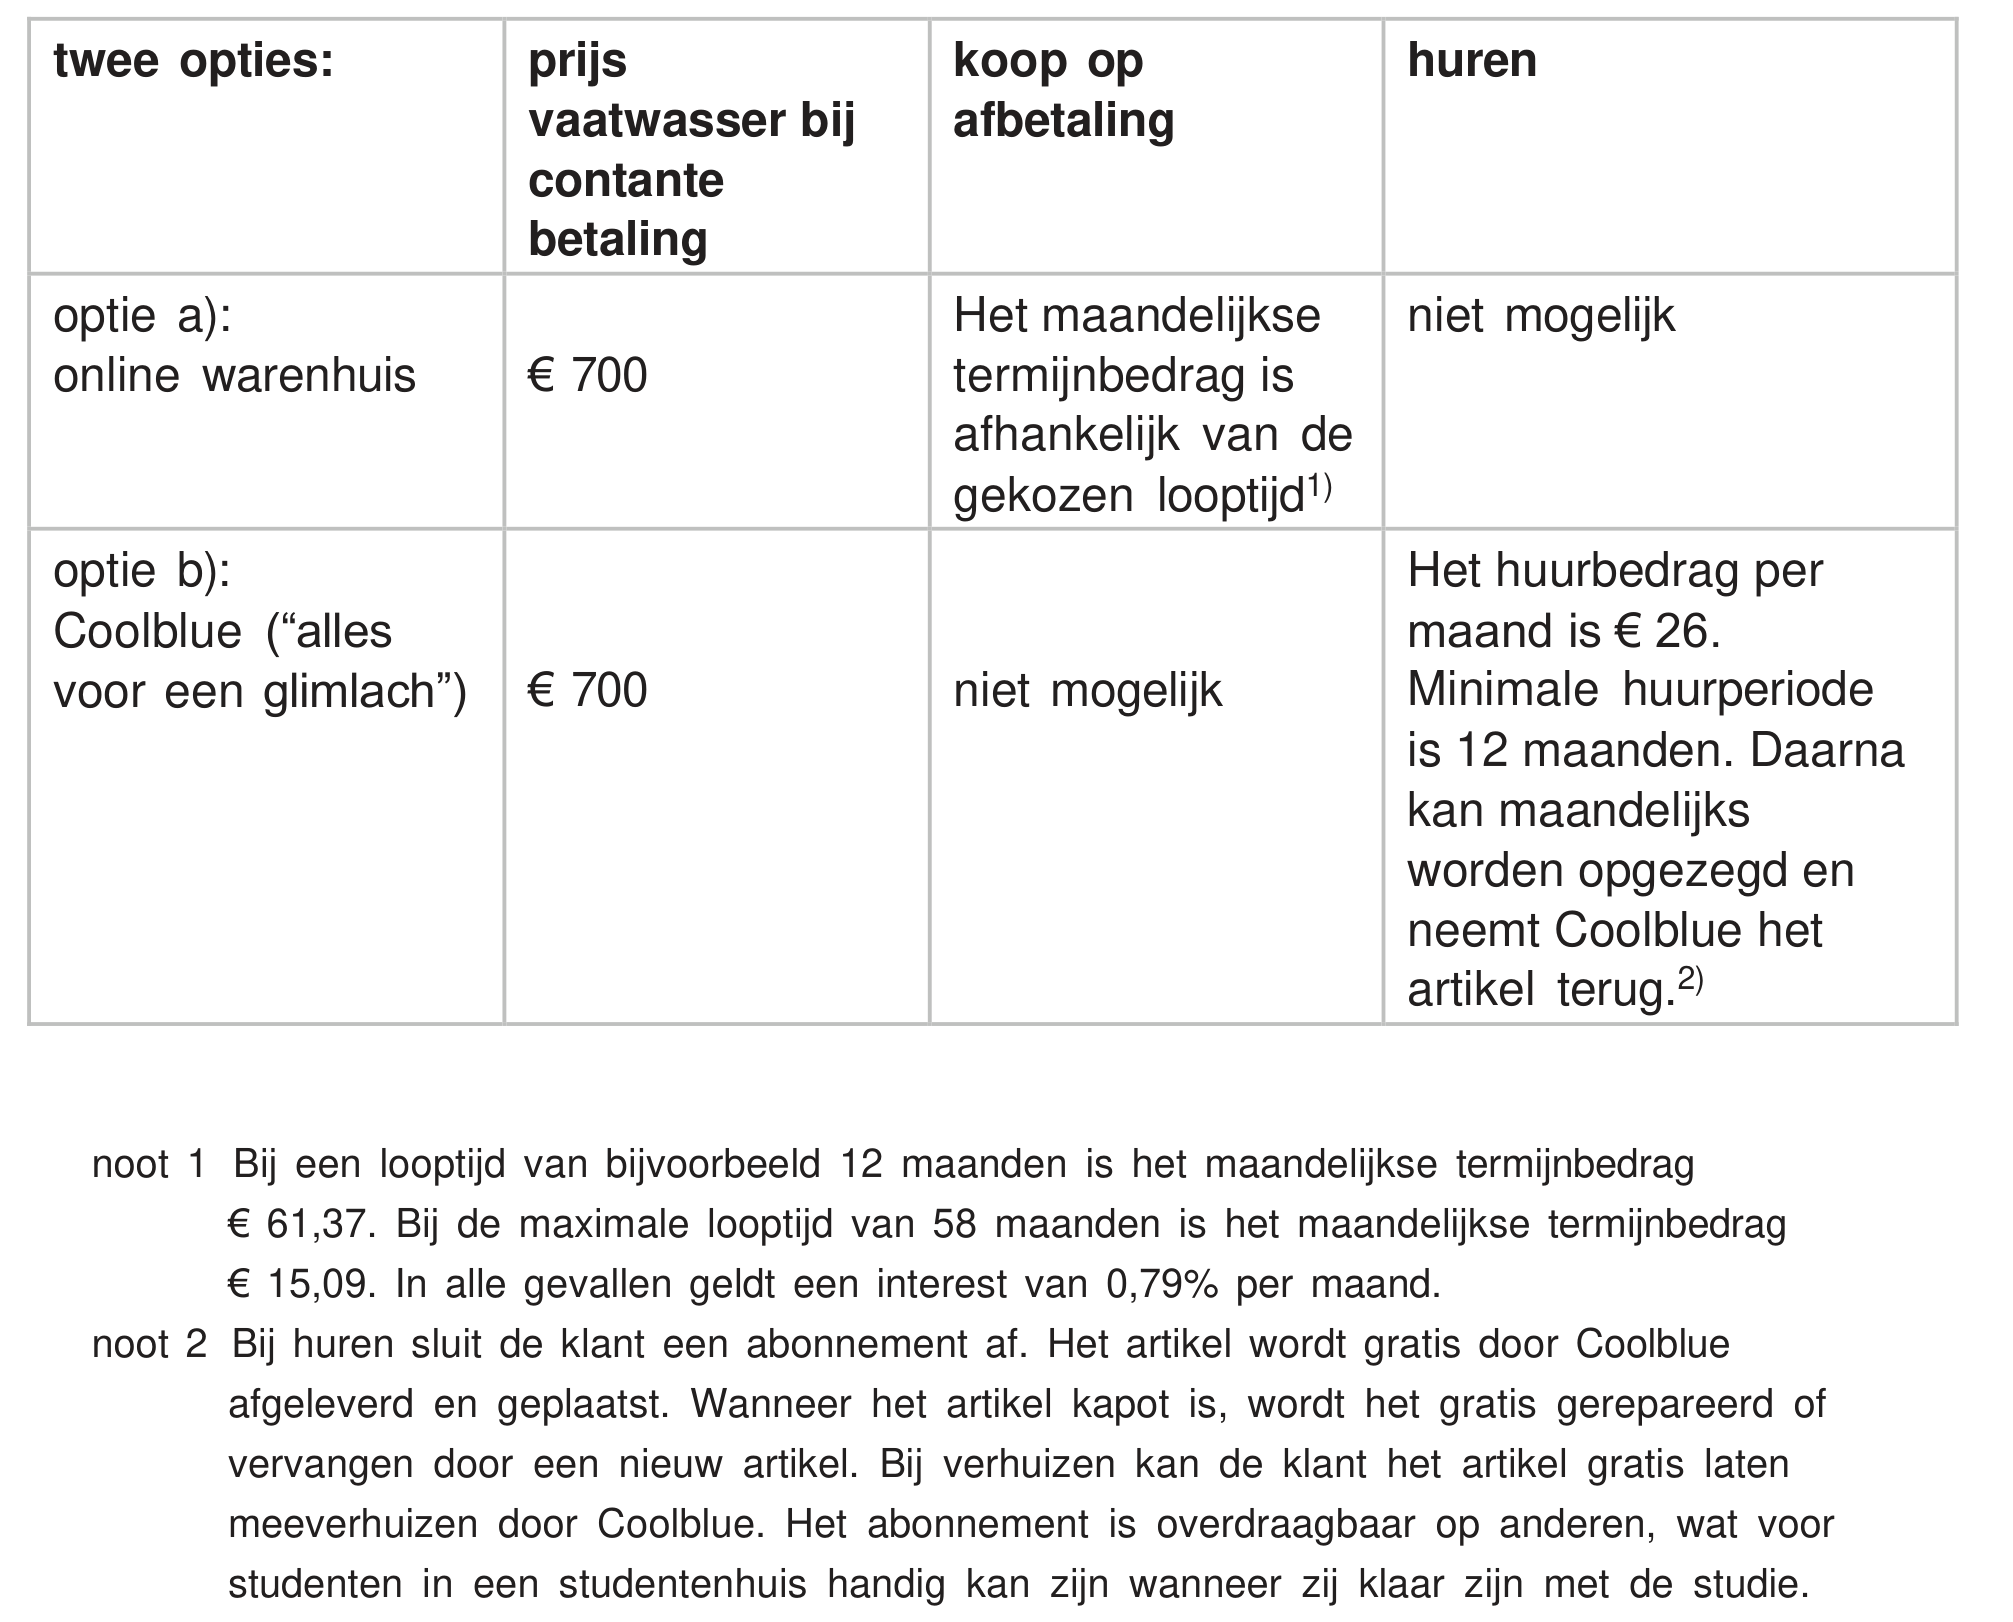 twee opties:
prijs
vaatwasser bij
contante
betaling
koop op
afbetaling
huren
optie a):
online warenhuis
€ 700
Het maandelijkse
termijnbedrag is
afhankelijk van de
gekozen looptijd1)
niet mogelijk
optie b):
Coolblue (“alles
voor een glimlach”)
€ 700
niet mogelijk
Het huurbedrag per
maand is € 26.
Minimale huurperiode
is 12 maanden. Daarna
kan maandelijks
worden opgezegd en
neemt Coolblue het
artikel terug.2)
noot 1 Bij een looptijd van bijvoorbeeld 12 maanden is het maandelijkse termijnbedrag
€ 61,37. Bij de maximale looptijd van 58 maanden is het maandelijkse termijnbedrag
€ 15,09. In alle gevallen geldt een interest van 0,79% per maand.
noot 2 Bij huren sluit de klant een abonnement af. Het artikel wordt gratis door Coolblue
afgeleverd en geplaatst. Wanneer het artikel kapot is, wordt het gratis gerepareerd of
vervangen door een nieuw artikel. Bij verhuizen kan de klant het artikel gratis laten
meeverhuizen door Coolblue. Het abonnement is overdraagbaar op anderen, wat voor
studenten in een studentenhuis handig kan zijn wanneer zij klaar zijn met de studie.